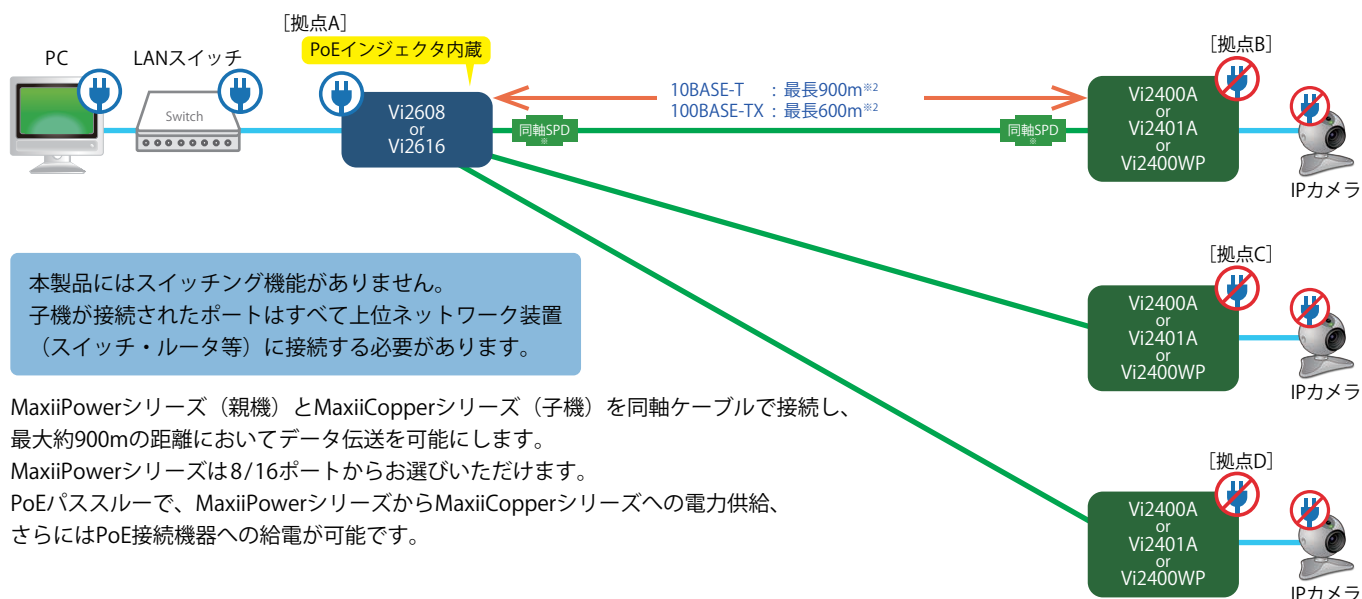 [拠点A]
PoEインジェクタ内蔵
PC
LANスイッチ
Switch
Vi2608
or
Vi2616
同軸SPD
※
10BASE-T ：最長900m※2
100BASE-TX：最長600m※2
同軸SPD
※
[拠点B]
Vi2400A
or
Vi2401A
or
Vi2400WP
IPカメラ
[拠点C]
Vi2400A
or
Vi2401A
or
Vi2400WP
IPカメラ
[拠点D]
Vi2400A
or
Vi2401A
or
Vi2400WP
IPカメラ
本製品にはスイッチング機能がありません。
子機が接続されたポートはすべて上位ネットワーク装置
（スイッチ・ルータ等）に接続する必要があります。
MaxiiPowerシリーズ（親機）とMaxiiCopperシリーズ（子機）を同軸ケーブルで接続し、
最大約900mの距離においてデータ伝送を可能にします。
MaxiiPowerシリーズは8/16ポートからお選びいただけます。
PoEパススルーで、MaxiiPowerシリーズからMaxiiCopperシリーズへの電力供給、
さらにはPoE接続機器への給電が可能です。